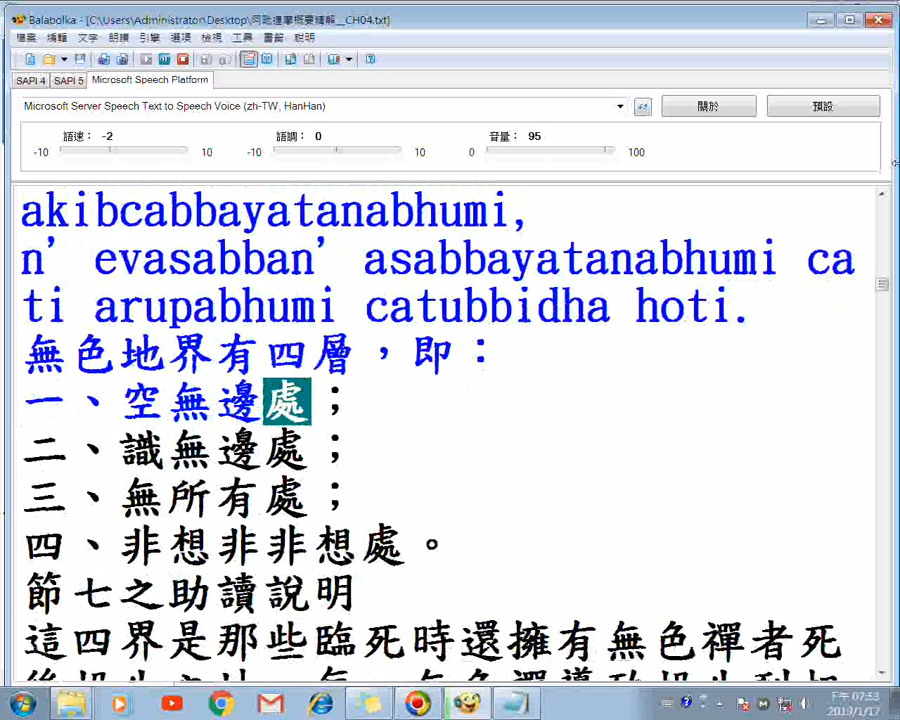 Balabolka - [C:\Users\Administraton\Desktop\阿毗達摩概要講解__CH04.txt]
檔案 編輯 文字 朗讀 引擎 選項 檢視 工具 書籤 說明
SAPI 4 SAPI 5 Microsoft Speech Platform
Microsoft Server Speech Text to Speech Voice (zh-TW, HanHan) 關於 預設
語速： -2 語調： 0 音量： 95
-10 10 -10 10 0 100
akibcabbayatanabhumi,
n’evasabban’asabbayatanabhumi ca
ti arupabhumi catubbidha hoti.
無色地界有四層，即：
一、空無邊處；
二、識無邊處；
三、無所有處；
四、非想非非想處。
節七之助讀說明
這四界是那些臨死時還擁有無色禪者死
下午 07:53
2019/1/17